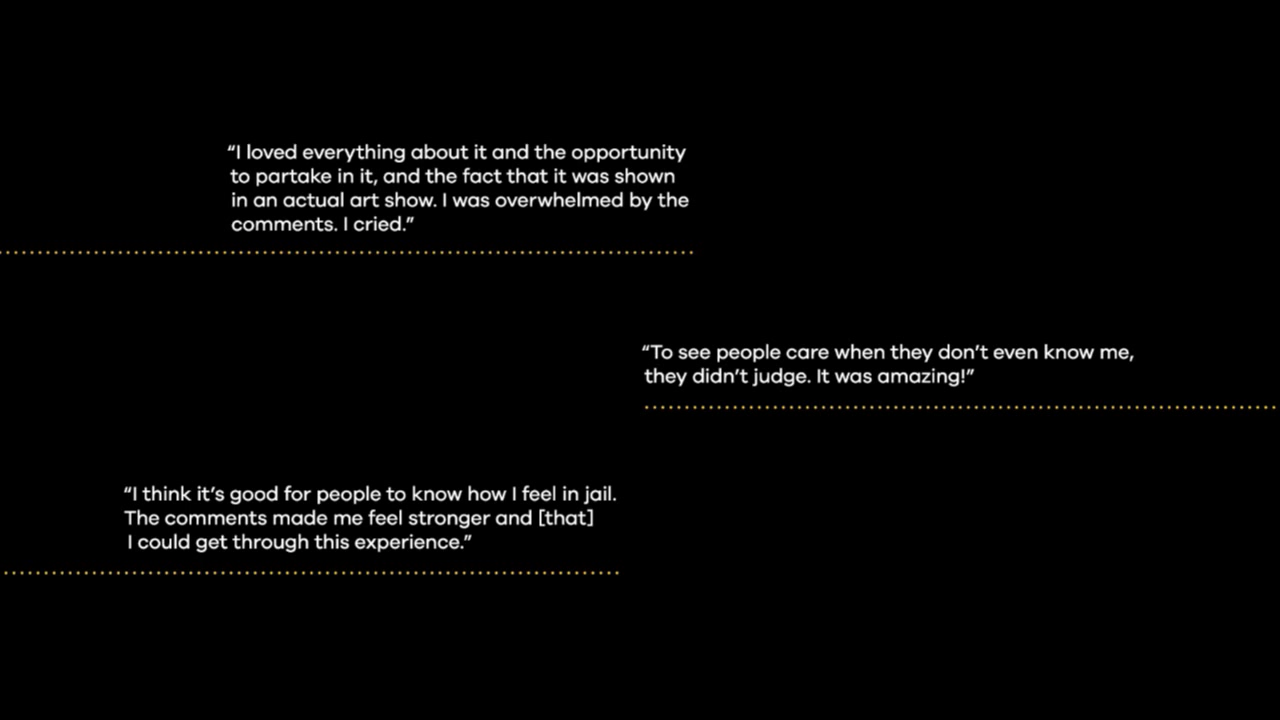 “I loved everything about it and the opportunity
to partake in it, and the fact that it was shown
in an actual art show. I was overwhelmed by the
comments. I cried.”
“To see people care when they don’t even know me,
they didn’t judge. It was amazing!”
“I think it’s good for people to know how I feel in jail.
The comments made me feel stronger and [that]
I could get through this experience.”